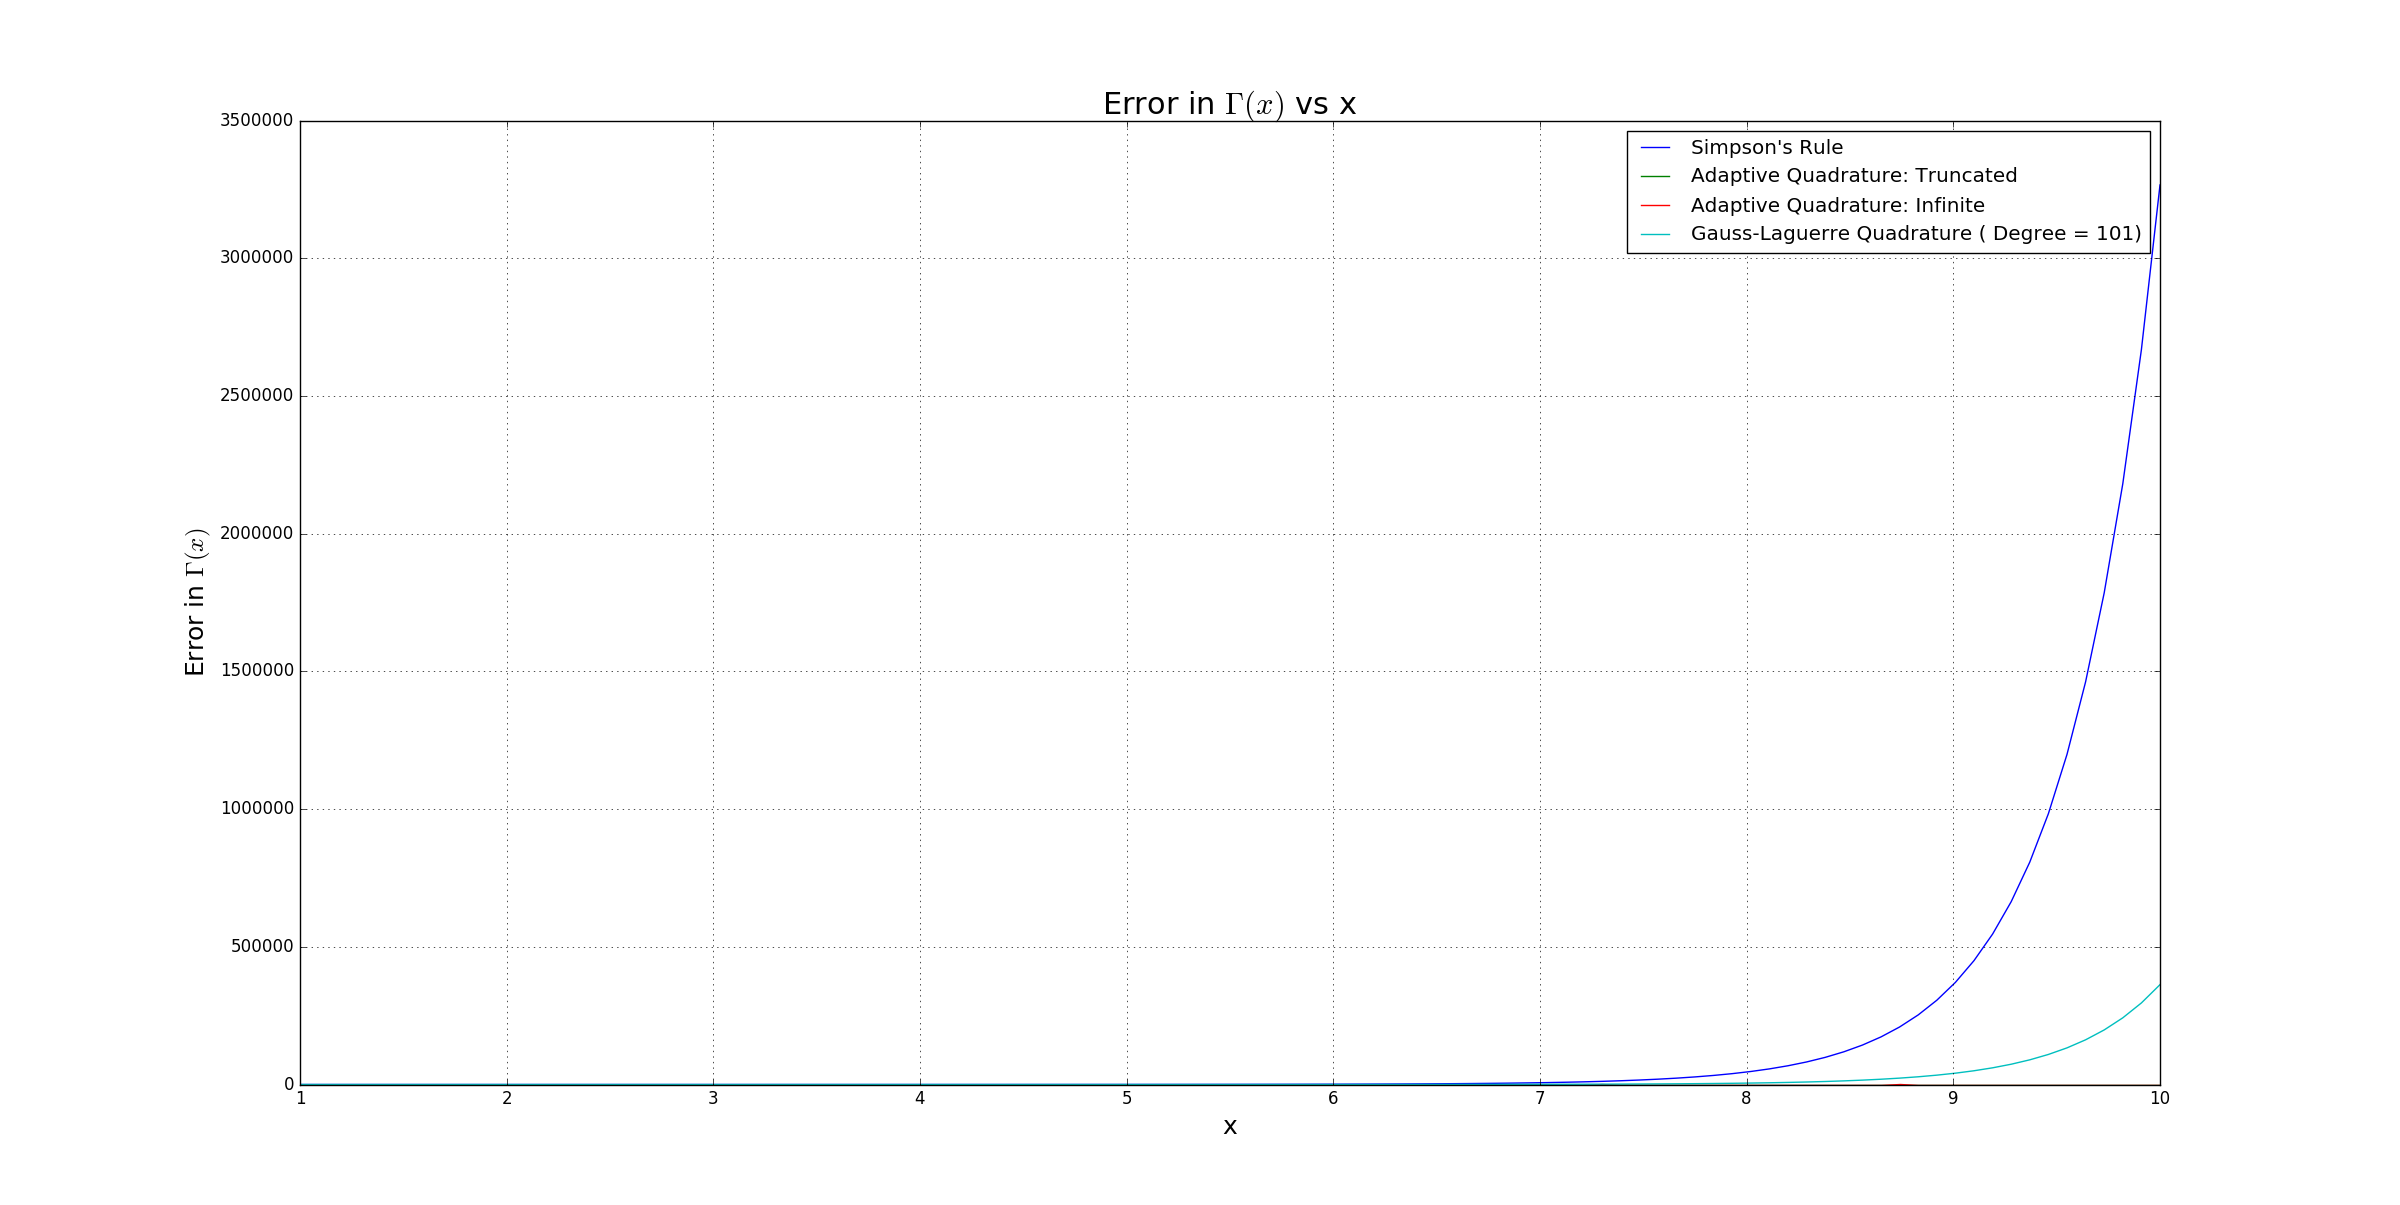 Error in Γ(x) vs x
3500000
3000000
2500000
2000000
1500000
1000000
500000
0
Error in Γ(x)
Simpson's Rule
Adaptive Quadrature: Truncated
Adaptive Quadrature: Infinite
Gauss-Laguerre Quadrature ( Degree = 101)
1 2 3 4 5 6 7 8 9 10
x